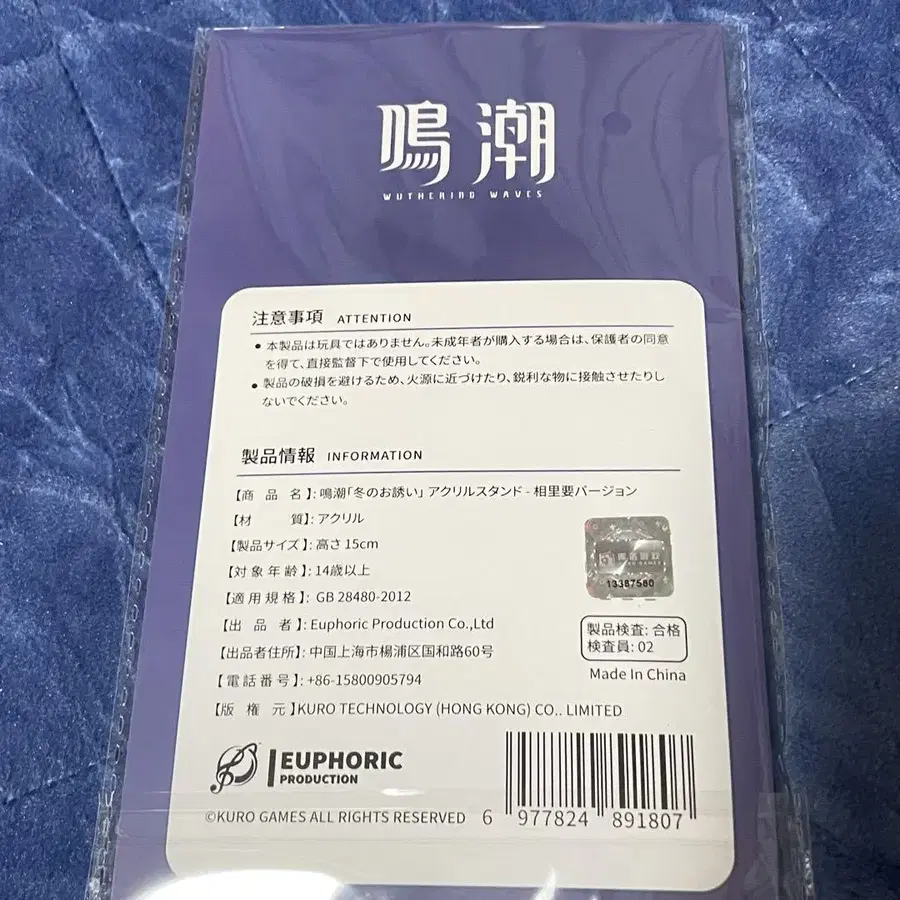 鳴潮
WUTHERING WAVES
注意事項 ATTENTION
● 本製品は玩具ではありません。未成年者が購入する場合は、保護者の同意
を得て、直接監督下で使用してください。
● 製品の破損を避けるため、火源に近づけたり、鋭利な物に接触させたりし
ないでください。
製品情報 INFORMATION
【商品名】: 鳴潮「冬のお誘い」アクリルスタンド - 相里要バージョン
【材質】: アクリル
【製品サイズ】: 高さ 15cm
【対象年齢】: 14歳以上
【適用規格】: GB 28480-2012
【出品者】: Euphoric Production Co.,Ltd
【出品者住所】: 中国上海市楊浦区国和路60号
【電話番号】: +86-15800905794
【版権元】KURO TECHNOLOGY (HONG KONG) CO.. LIMITED
13387560
製品検査: 合格
検査員: 02
Made In China
EUPHORIC
PRODUCTION
©KURO GAMES ALL RIGHTS RESERVED
6 977824 891807